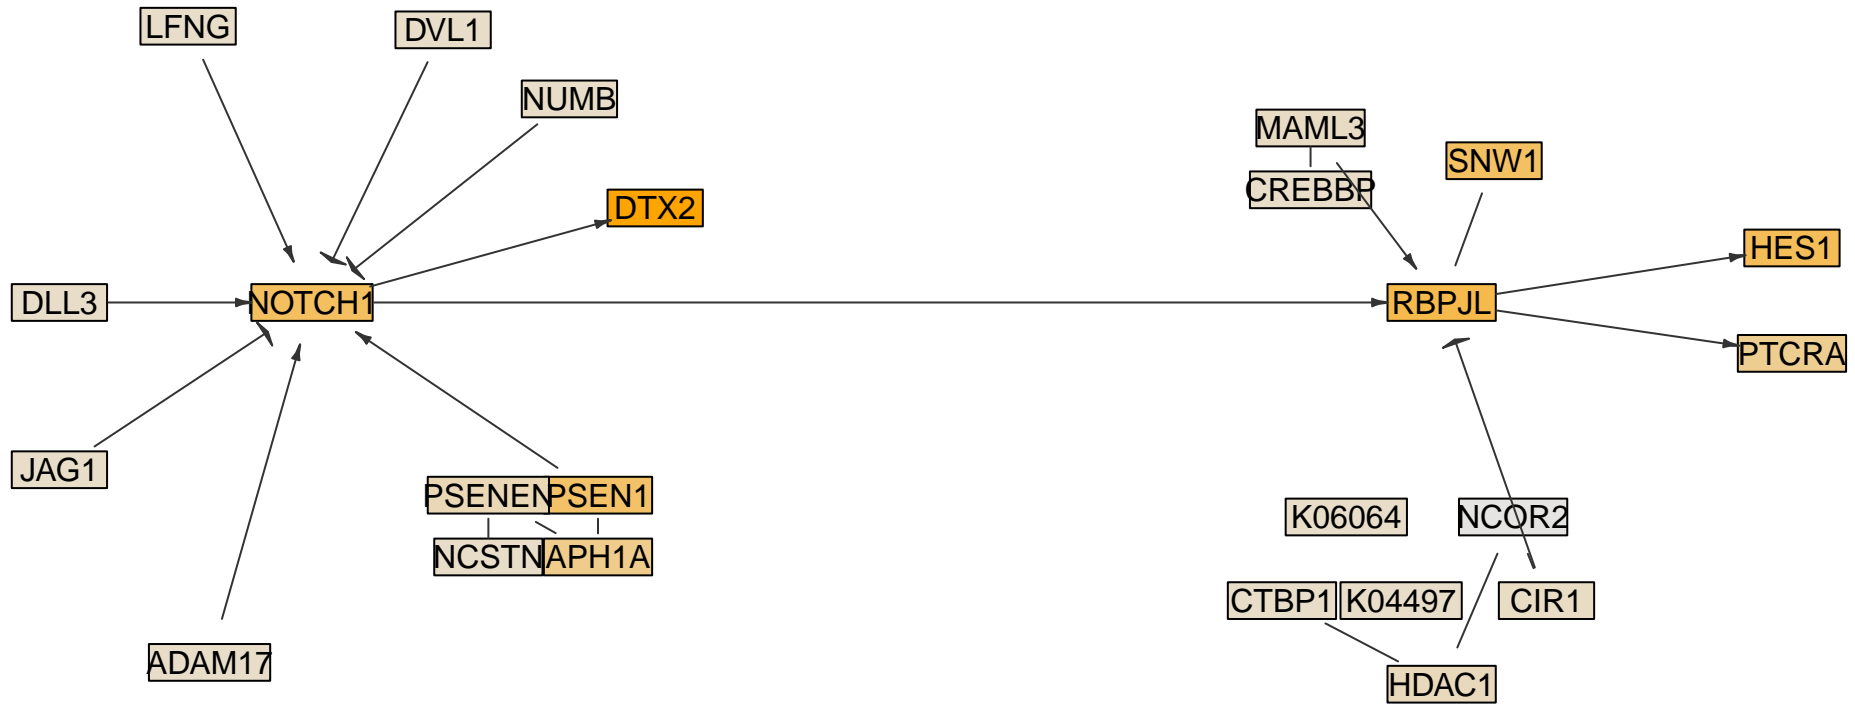 LFNG
DVL1
NUMB
MAML3
SNW1
CREBBP
DTX2
HES1
DLL3
NOTCH1
RBPJL
PTCRA
JAG1
PSENEN
PSEN1
K06064
NCOR2
NCSTN
APH1A
CTBP1
K04497
CIR1
ADAM17
HDAC1